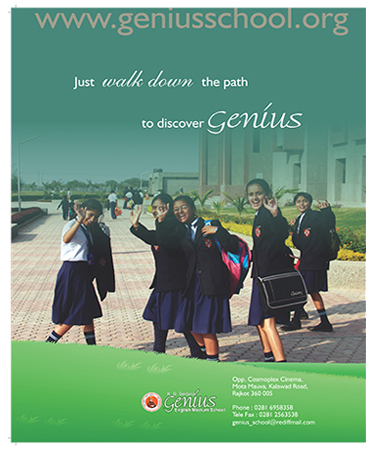 www.geniusschool.org
Just walk down the path
to discover Genius
Genius
English Medium School
Opp. Cosmoplex Cinema,
Mota Mauva, Kalawad Road,
Rajkot 360 005
Phone : 0281 6958358
Tele Fax : 0281 2563538
genius_school@rediffmail.com